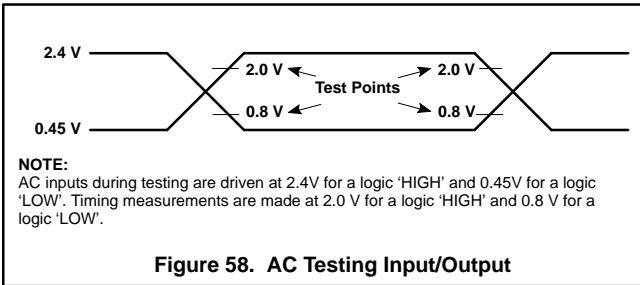 2.4 V
2.0 V 2.0 V
Test Points
0.8 V 0.8 V
0.45 V
NOTE:
AC inputs during testing are driven at 2.4V for a logic ‘HIGH’ and 0.45V for a logic
‘LOW’. Timing measurements are made at 2.0 V for a logic ‘HIGH’ and 0.8 V for a
logic ‘LOW’.
Figure 58. AC Testing Input/Output